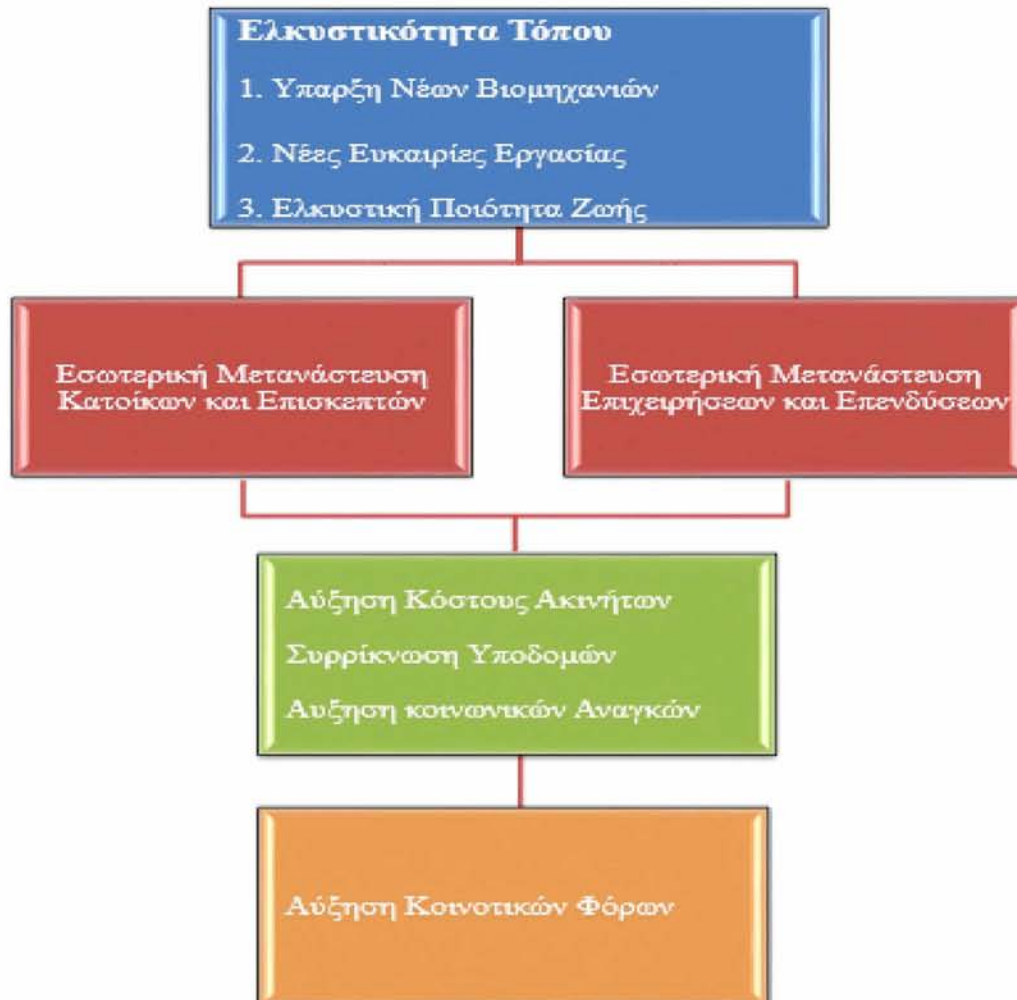 Ελκυστικότητα Τόπου
1. Υπαρξη Νέων Βιομηχανιών
2. Νέες Ευκαιρίες Εργασίας
3. Ελκυστική Ποιότητα Ζωής
Εσωτερική Μετανάστευση
Κατοίκων και Επισκεπτών
Εσωτερική Μετανάστευση
Επιχειρήσεων και Επενδύσεων
Αύξηση Κόστους Ακινήτων
Συρρίκνωση Υποδομών
Αυξηση κοινωνικών Αναγκών
Αύξηση Κοινοτικών Φόρων